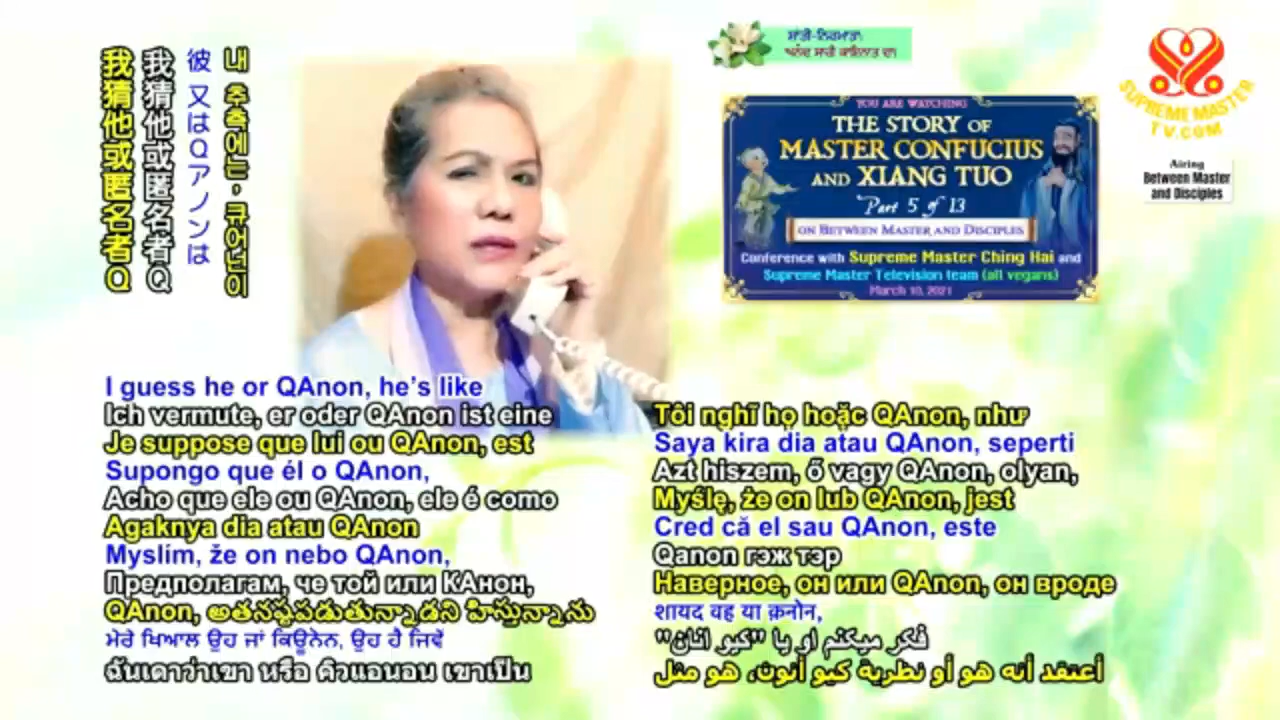 我猜他或匿名者Q
我猜他或匿名者Q
彼 又はQアノンは
내 추측에는, 큐어넌이
ਸ਼ਾਂਤੀ-ਨਿਰਮਾਤਾ:
ਅਨੰਦ ਸਾਰੀ ਕਾਇਨਾਤ ਦਾ
YOU ARE WATCHING
THE STORY OF
MASTER CONFUCIUS
AND XIANG TUO
Part 5 of 13
ON BETWEEN MASTER AND DISCIPLES
Conference with Supreme Master Ching Hai and
Supreme Master Television team (all vegans)
March 10, 2021
SUPREME MASTER
TV.COM
Airing
Between Master
and Disciples
I guess he or QAnon, he’s like
Ich vermute, er oder QAnon ist eine
Je suppose que lui ou QAnon, est
Supongo que él o QAnon,
Acho que ele ou QAnon, ele é como
Agaknya dia atau QAnon
Myslím, že on nebo QAnon,
Предполагам, че той или КАнон,
QAnon, అతనష్టపడుతున్నాడని హిస్తున్నాను
ਮੇਰੇ ਖਿਆਲ ਉਹ ਜਾਂ ਕਿਊਨੋਨ, ਉਹ ਹੈ ਜਿਵੇਂ
ฉันเดาว่าเขา หรือ คิวแอนอน เขาเป็น
Tôi nghĩ họ hoặc QAnon, như
Saya kira dia atau QAnon, seperti
Azt hiszem, ő vagy QAnon, olyan,
Myślę, że on lub QAnon, jest
Cred că el sau QAnon, este
Qanon гэж тэр
Наверное, он или QAnon, он вроде
शायद वह या क़नोन,
فکر میکنم او یا "کیو انان"
أعتقد أنه هو أو نظرية كيو أنون، هو مثل